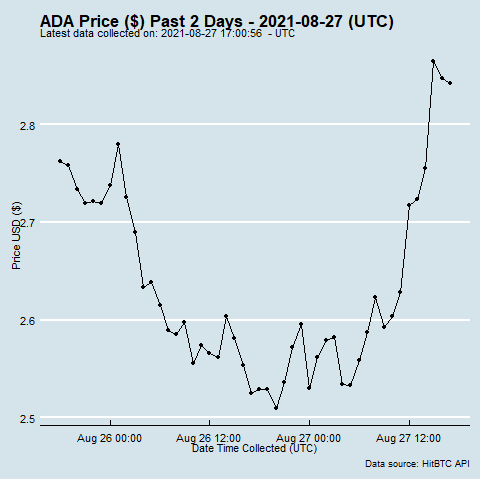 ADA Price ($) Past 2 Days - 2021-08-27 (UTC)
Latest data collected on: 2021-08-27 17:00:56  - UTC
2.8
2.7
2.6
2.5
Price USD ($)
Aug 26 00:00
Aug 26 12:00
Aug 27 00:00
Aug 27 12:00
Date Time Collected (UTC)
Data source: HitBTC API